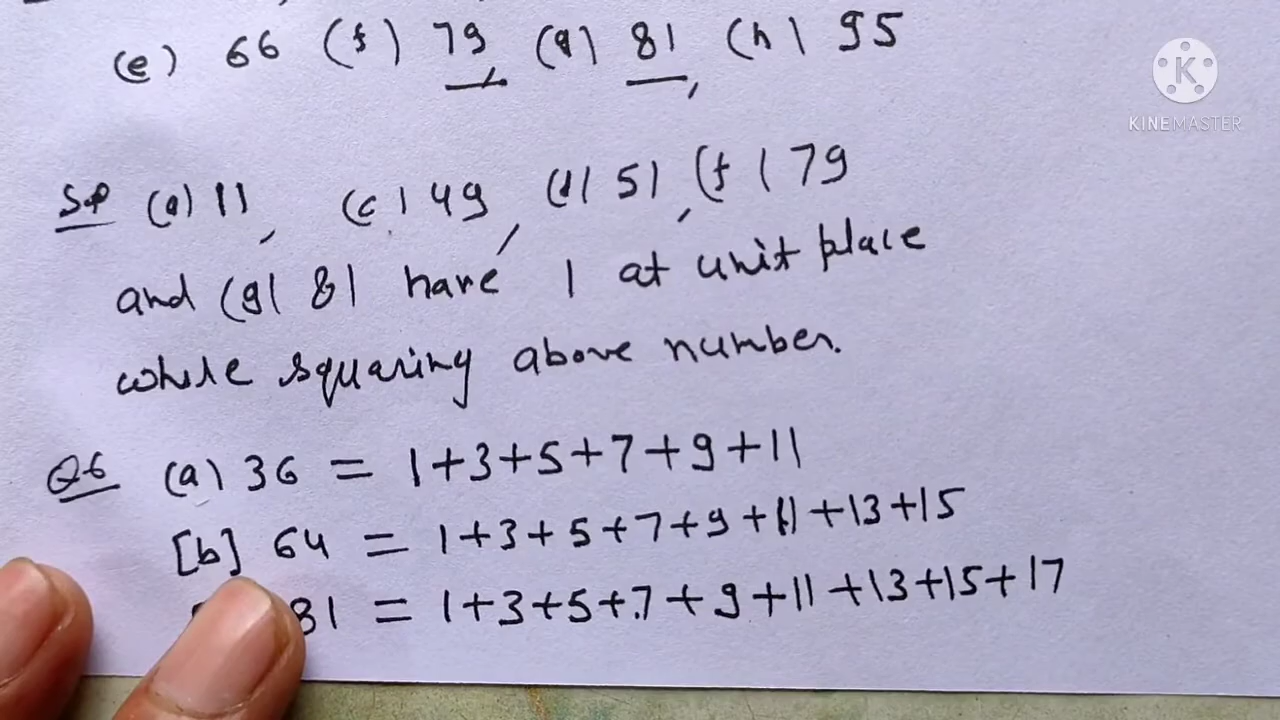 (e) 66 (f) 79, (g) 81, (h) 95
KINEMASTER
Sol (a) 11, (c) 49, (d) 51, (f) 79
and (g) 81 have 1 at unit place
while squaring above number.
Q6 (a) 36 = 1+3+5+7+9+11
[b] 64 = 1+3+5+7+9+11+13+15
81 = 1+3+5+7+9+11+13+15+17